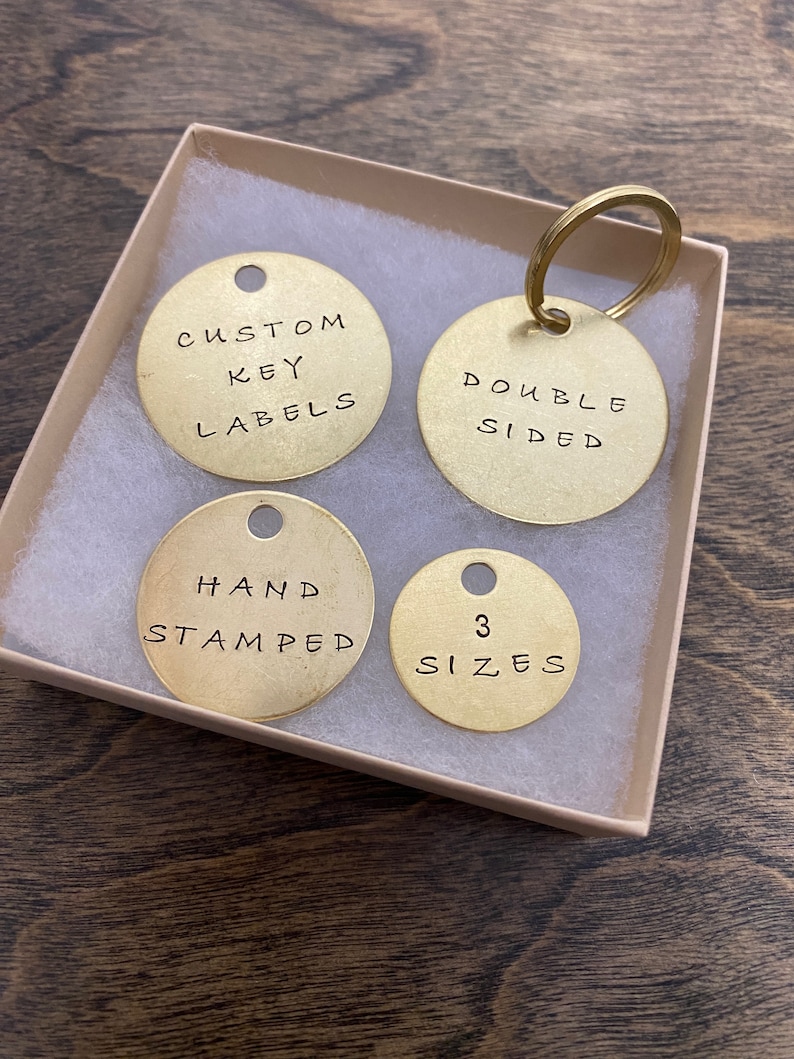 CUSTOM
KEY
LABELS
DOUBLE
SIDED
HAND
STAMPED
3
SIZES